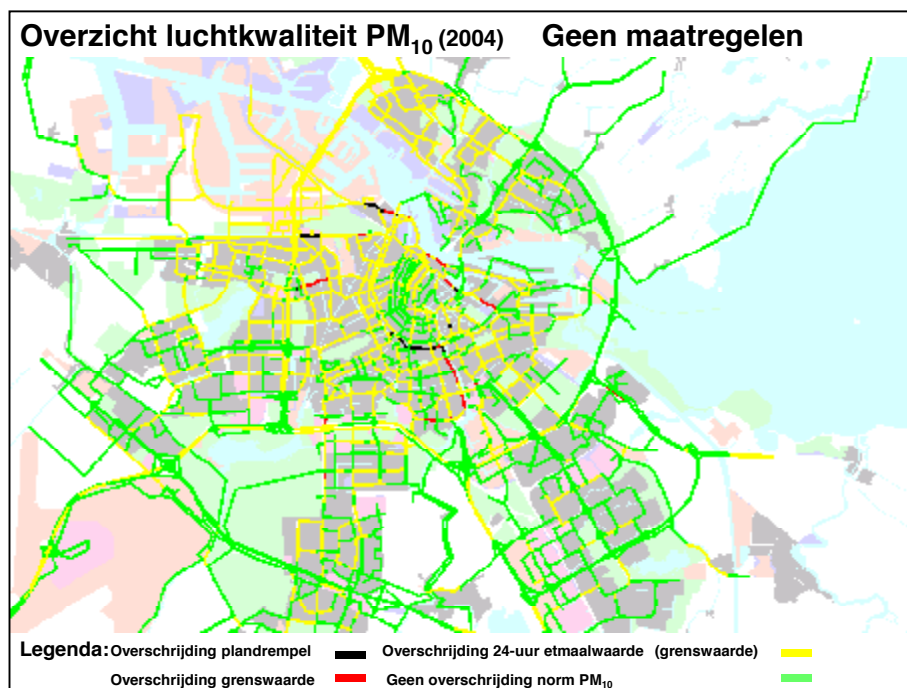 Overzicht luchtkwaliteit PM₁₀ (2004) Geen maatregelen
Legenda: Overschrijding plandrempel Overschrijding 24-uur etmaalwaarde (grenswaarde)
Overschrijding grenswaarde Geen overschrijding norm PM₁₀